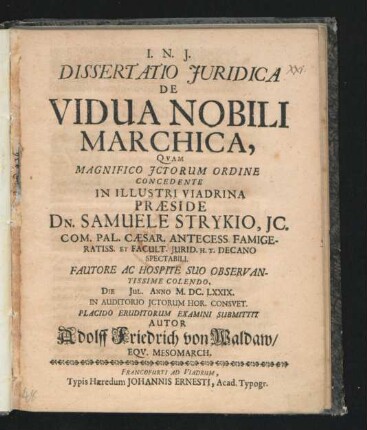 I. N. J.
DISSERTATIO JURIDICA
XXI.
DE
VIDUA NOBILI
MARCHICA,
QVAM
MAGNIFICO JCTORUM ORDINE
CONCEDENTE
IN ILLUSTRI VIADRINA
PRÆSIDE
DN. SAMUELE STRYKIO, JC.
COM. PAL. CÆSAR. ANTECESS FAMIGE-
RATISS. ET FACULT JURID. H. T. DECANO
SPECTABILI.
FAUTORE AC HOSPITE SUO OBSERVAN-
TISSIME COLENDO,
DIE JUL. ANNO M. DC. LXXIX.
IN AUDITORIO JCTORUM HOR. CONSVET.
PLACIDO ERUDITORUM EXAMINI SUBMITTIT
AUTOR
Adolff Friedrich von Waldaw/
EQV. MESOMARCH.
FRANCOFURTI AD VIADRUM,
Typis Hæredum JOHANNIS ERNESTI, Acad. Typogr.